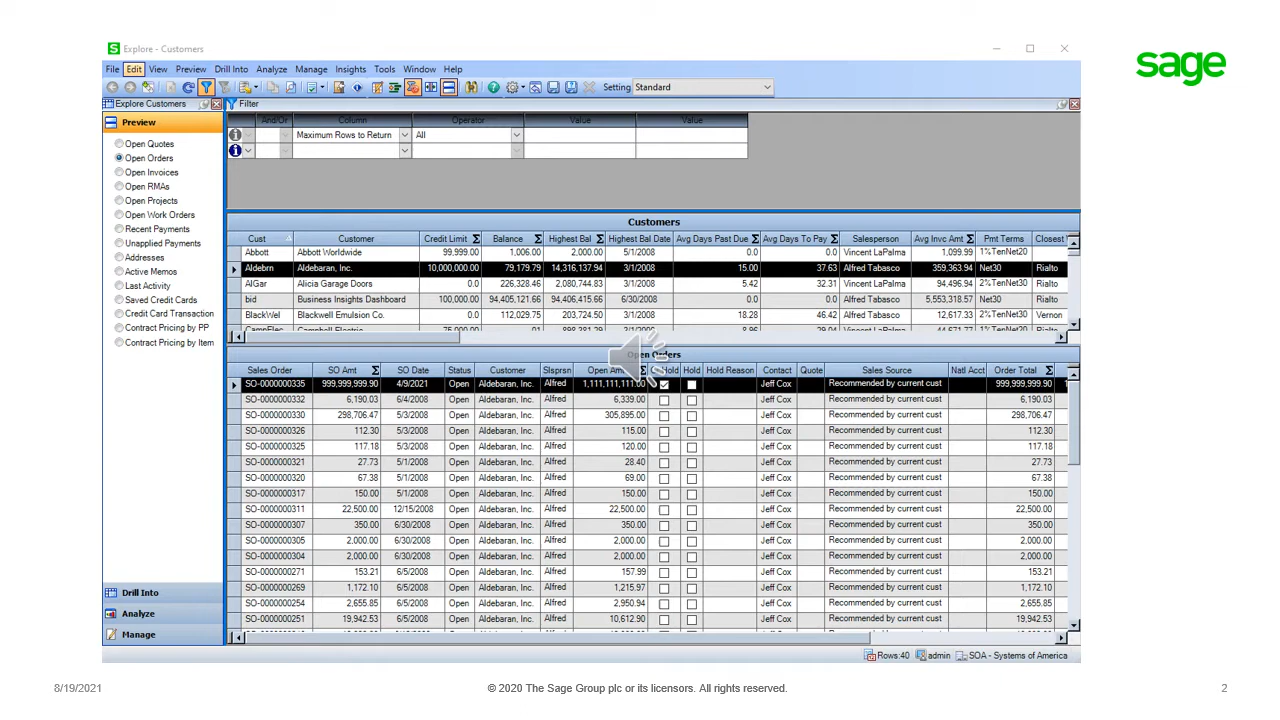 Explore - Customers
sage
File Edit View Preview Drill Into Analyze Manage Insights Tools Window Help
Setting Standard
Explore Customers
Filter
Preview
And/Or Column Operator Value Value
Maximum Rows to Return All
Open Quotes
Open Orders
Open Invoices
Open RMAs
Open Projects
Open Work Orders
Recent Payments
Unapplied Payments
Addresses
Active Memos
Last Activity
Saved Credit Cards
Credit Card Transaction
Contract Pricing by PP
Contract Pricing by Item
Drill Into
Analyze
Manage
Customers
Cust Customer Credit Limit Σ Balance Σ Highest Bal Σ Highest Bal Date Avg Days Past Due Σ Avg Days To Pay Σ Salesperson Avg Invc Amt Σ Pmt Terms Closest
Abbott Abbott Worldwide 99,999.00 1,006.00 2,000.00 5/1/2008 0.0 0.0 Vincent LaPalma 1,099.99 1%TenNet20
Aldebrn Aldebaran, Inc. 10,000,000.00 79,179.79 14,316,137.94 3/1/2008 15.00 37.63 Alfred Tabasco 359,363.94 Net30 Rialto
AlGar Alicia Garage Doors 0.0 226,328.46 2,080,744.83 3/1/2008 5.42 32.31 Vincent LaPalma 94,496.94 2%TenNet30 Rialto
bid Business Insights Dashboard 100,000.00 94,405,121.66 94,406,415.66 6/30/2008 0.0 0.0 Alfred Tabasco 5,553,318.57 Net30
BlackWel Blackwell Emulsion Co. 0.0 112,029.75 203,724.50 3/1/2008 18.28 46.42 Alfred Tabasco 12,617.33 2%TenNet30 Vernon
Open Orders
Sales Order SO Amt Σ SO Date Status Customer Slsprsn Open Σ Hold Hold Hold Reason Contact Quote Sales Source Natl Acct Order Total Σ
SO-0000000335 999,999,999.90 4/9/2021 Open Aldebaran, Inc. Alfred 1,111,111,111.00 Jeff Cox Recommended by current cust 999,999,999.90
SO-0000000332 6,190.03 6/4/2008 Open Aldebaran, Inc. Alfred 6,339.00 Jeff Cox Recommended by current cust 6,190.03
SO-0000000330 298,706.47 5/3/2008 Open Aldebaran, Inc. Alfred 305,895.00 Jeff Cox Recommended by current cust 298,706.47
SO-0000000326 112.30 5/3/2008 Open Aldebaran, Inc. Alfred 115.00 Jeff Cox Recommended by current cust 112.30
SO-0000000325 117.18 5/3/2008 Open Aldebaran, Inc. Alfred 120.00 Jeff Cox Recommended by current cust 117.18
SO-0000000321 27.73 5/1/2008 Open Aldebaran, Inc. Alfred 28.40 Jeff Cox Recommended by current cust 27.73
SO-0000000320 67.38 5/1/2008 Open Aldebaran, Inc. Alfred 69.00 Jeff Cox Recommended by current cust 67.38
SO-0000000317 150.00 5/1/2008 Open Aldebaran, Inc. Alfred 150.00 Jeff Cox Recommended by current cust 150.00
SO-0000000311 22,500.00 12/15/2008 Open Aldebaran, Inc. Alfred 22,500.00 Jeff Cox Recommended by current cust 22,500.00
SO-0000000307 350.00 6/30/2008 Open Aldebaran, Inc. Alfred 350.00 Jeff Cox Recommended by current cust 350.00
SO-0000000305 2,000.00 6/30/2008 Open Aldebaran, Inc. Alfred 2,000.00 Jeff Cox Recommended by current cust 2,000.00
SO-0000000304 2,000.00 6/30/2008 Open Aldebaran, Inc. Alfred 2,000.00 Jeff Cox Recommended by current cust 2,000.00
SO-0000000271 153.21 6/5/2008 Open Aldebaran, Inc. Alfred 157.99 Jeff Cox Recommended by current cust 153.21
SO-0000000269 1,172.10 6/5/2008 Open Aldebaran, Inc. Alfred 1,215.97 Jeff Cox Recommended by current cust 1,172.10
SO-0000000254 2,655.85 6/5/2008 Open Aldebaran, Inc. Alfred 2,950.94 Jeff Cox Recommended by current cust 2,655.85
SO-0000000251 19,942.53 6/5/2008 Open Aldebaran, Inc. Alfred 10,612.90 Jeff Cox Recommended by current cust 19,942.53
Rows:40 admin SOA - Systems of America
8/19/2021
© 2020 The Sage Group plc or its licensors. All rights reserved.
2